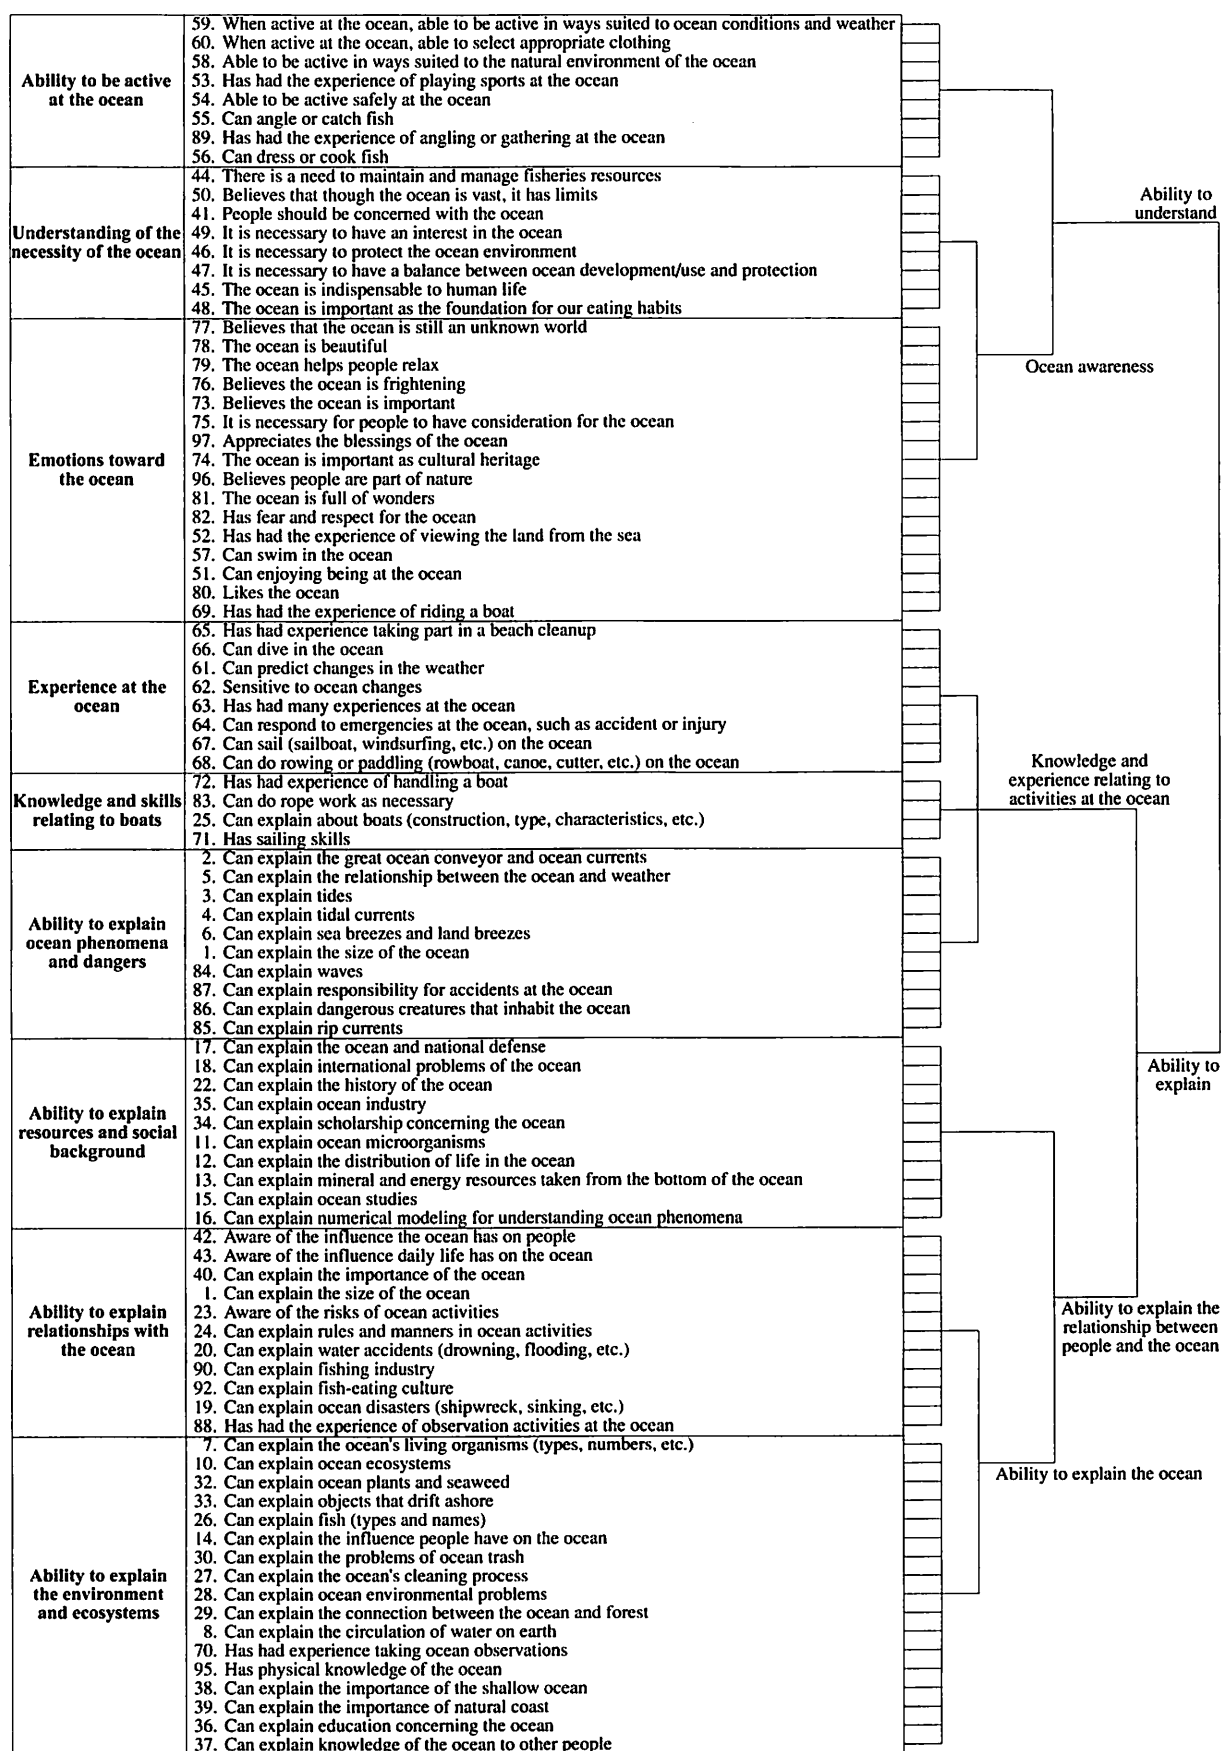 Ability to be active
at the ocean
59. When active at the ocean, able to be active in ways suited to ocean conditions and weather
60. When active at the ocean, able to select appropriate clothing
58. Able to be active in ways suited to the natural environment of the ocean
53. Has had the experience of playing sports at the ocean
54. Able to be active safely at the ocean
55. Can angle or catch fish
89. Has had the experience of angling or gathering at the ocean
56. Can dress or cook fish
Understanding of the
necessity of the ocean
44. There is a need to maintain and manage fisheries resources
50. Believes that though the ocean is vast, it has limits
41. People should be concerned with the ocean
49. It is necessary to have an interest in the ocean
46. It is necessary to protect the ocean environment
47. It is necessary to have a balance between ocean development/use and protection
45. The ocean is indispensable to human life
48. The ocean is important as the foundation for our eating habits
Emotions toward
the ocean
77. Believes that the ocean is still an unknown world
78. The ocean is beautiful
79. The ocean helps people relax
76. Believes the ocean is frightening
73. Believes the ocean is important
75. It is necessary for people to have consideration for the ocean
97. Appreciates the blessings of the ocean
74. The ocean is important as cultural heritage
96. Believes people are part of nature
81. The ocean is full of wonders
82. Has fear and respect for the ocean
52. Has had the experience of viewing the land from the sea
57. Can swim in the ocean
51. Can enjoying being at the ocean
80. Likes the ocean
69. Has had the experience of riding a boat
Experience at the
ocean
65. Has had experience taking part in a beach cleanup
66. Can dive in the ocean
61. Can predict changes in the weather
62. Sensitive to ocean changes
63. Has had many experiences at the ocean
64. Can respond to emergencies at the ocean, such as accident or injury
67. Can sail (sailboat, windsurfing, etc.) on the ocean
68. Can do rowing or paddling (rowboat, canoe, cutter, etc.) on the ocean
Knowledge and skills
relating to boats
72. Has had experience of handling a boat
83. Can do rope work as necessary
25. Can explain about boats (construction, type, characteristics, etc.)
71. Has sailing skills
Ability to explain
ocean phenomena
and dangers
2. Can explain the great ocean conveyor and ocean currents
5. Can explain the relationship between the ocean and weather
3. Can explain tides
4. Can explain tidal currents
6. Can explain sea breezes and land breezes
1. Can explain the size of the ocean
84. Can explain waves
87. Can explain responsibility for accidents at the ocean
86. Can explain dangerous creatures that inhabit the ocean
85. Can explain rip currents
Ability to explain
resources and social
background
17. Can explain the ocean and national defense
18. Can explain international problems of the ocean
22. Can explain the history of the ocean
35. Can explain ocean industry
34. Can explain scholarship concerning the ocean
11. Can explain ocean microorganisms
12. Can explain the distribution of life in the ocean
13. Can explain mineral and energy resources taken from the bottom of the ocean
15. Can explain ocean studies
16. Can explain numerical modeling for understanding ocean phenomena
Ability to explain
relationships with
the ocean
42. Aware of the influence the ocean has on people
43. Aware of the influence daily life has on the ocean
40. Can explain the importance of the ocean
1. Can explain the size of the ocean
23. Aware of the risks of ocean activities
24. Can explain rules and manners in ocean activities
20. Can explain water accidents (drowning, flooding, etc.)
90. Can explain fishing industry
92. Can explain fish-eating culture
19. Can explain ocean disasters (shipwreck, sinking, etc.)
88. Has had the experience of observation activities at the ocean
Ability to explain
the environment
and ecosystems
7. Can explain the ocean's living organisms (types, numbers, etc.)
10. Can explain ocean ecosystems
32. Can explain ocean plants and seaweed
33. Can explain objects that drift ashore
26. Can explain fish (types and names)
14. Can explain the influence people have on the ocean
30. Can explain the problems of ocean trash
27. Can explain the ocean's cleaning process
28. Can explain ocean environmental problems
29. Can explain the connection between the ocean and forest
8. Can explain the circulation of water on earth
70. Has had experience taking ocean observations
95. Has physical knowledge of the ocean
38. Can explain the importance of the shallow ocean
39. Can explain the importance of natural coast
36. Can explain education concerning the ocean
37. Can explain knowledge of the ocean to other people
Ability to
understand
Ocean awareness
Knowledge and
experience relating to
activities at the ocean
Ability to
explain
Ability to explain the
relationship between
people and the ocean
Ability to explain the ocean